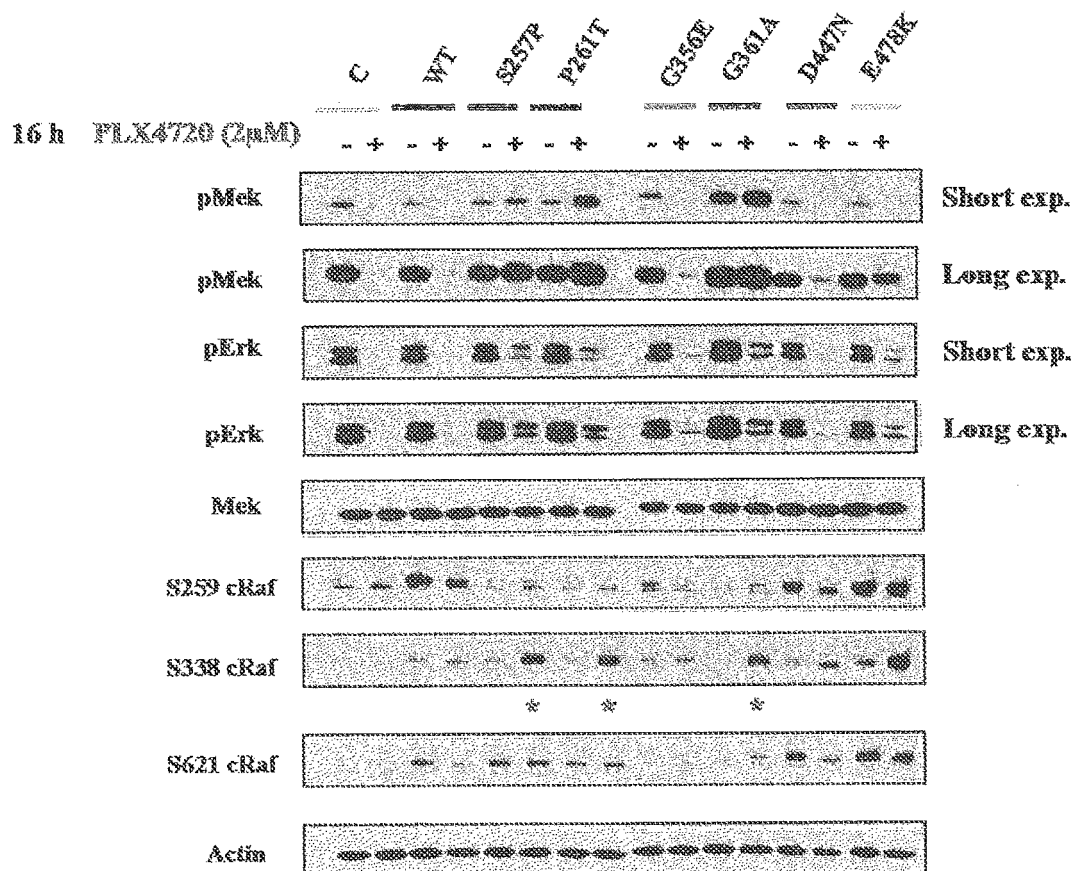 C WT S257P P261T G356E G361A D447N E478K
16 h PLX4720 (2µM) - + - + - + - + - + - + - + - +
pMek Short exp.
pMek Long exp.
pErk Short exp.
pErk Long exp.
Mek
S259 cRaf
S338 cRaf
* * *
S621 cRaf
Actin